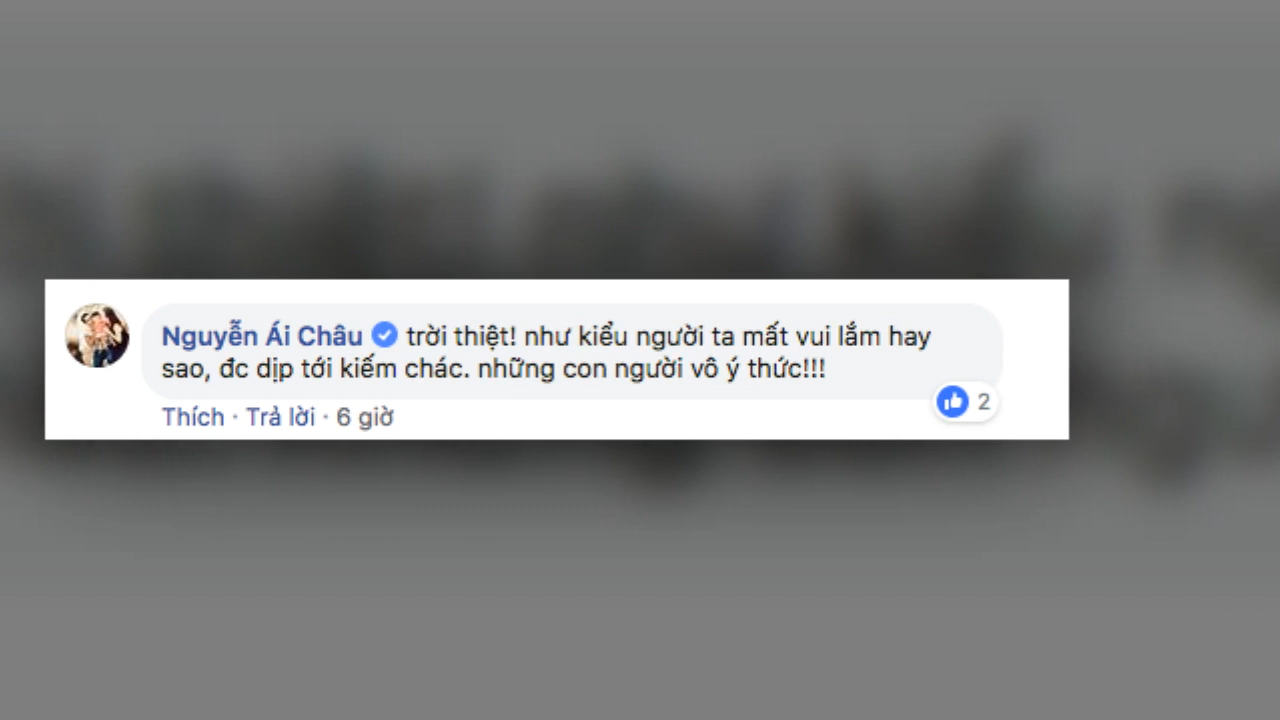 Nguyễn Ái Châu trời thiệt! như kiểu người ta mất vui lắm hay
sao, đc dịp tới kiếm chác. những con người vô ý thức!!!
2
Thích · Trả lời · 6 giờ